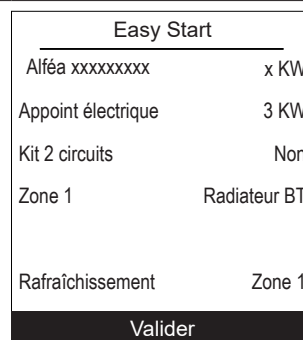 Easy Start
Alféa xxxxxxxxx x KW
Appoint électrique 3 KW
Kit 2 circuits Non
Zone 1 Radiateur BT
Rafraîchissement Zone 1
Valider